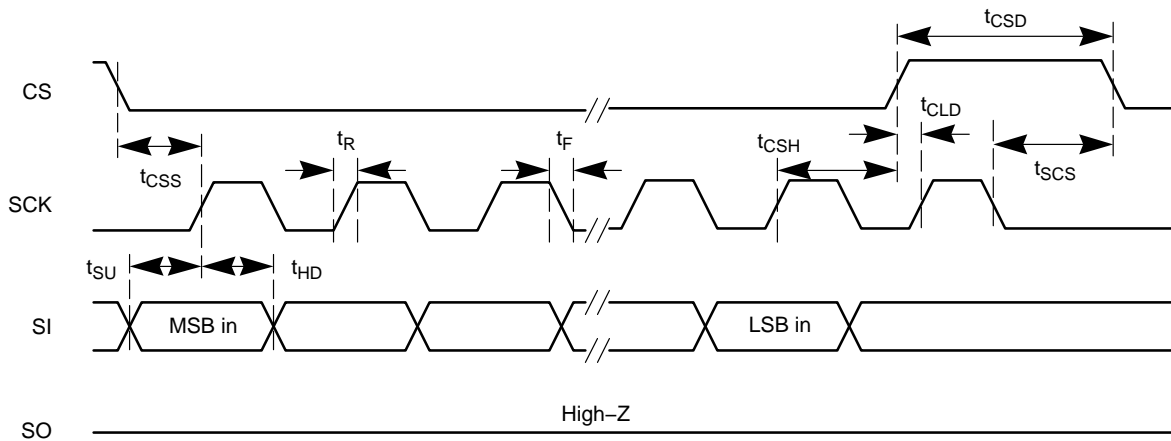 tCSD
CS
tCLD
tR
tF
tCSH
tCSS
tSCS
SCK
tSU
tHD
SI
MSB in
LSB in
High–Z
SO